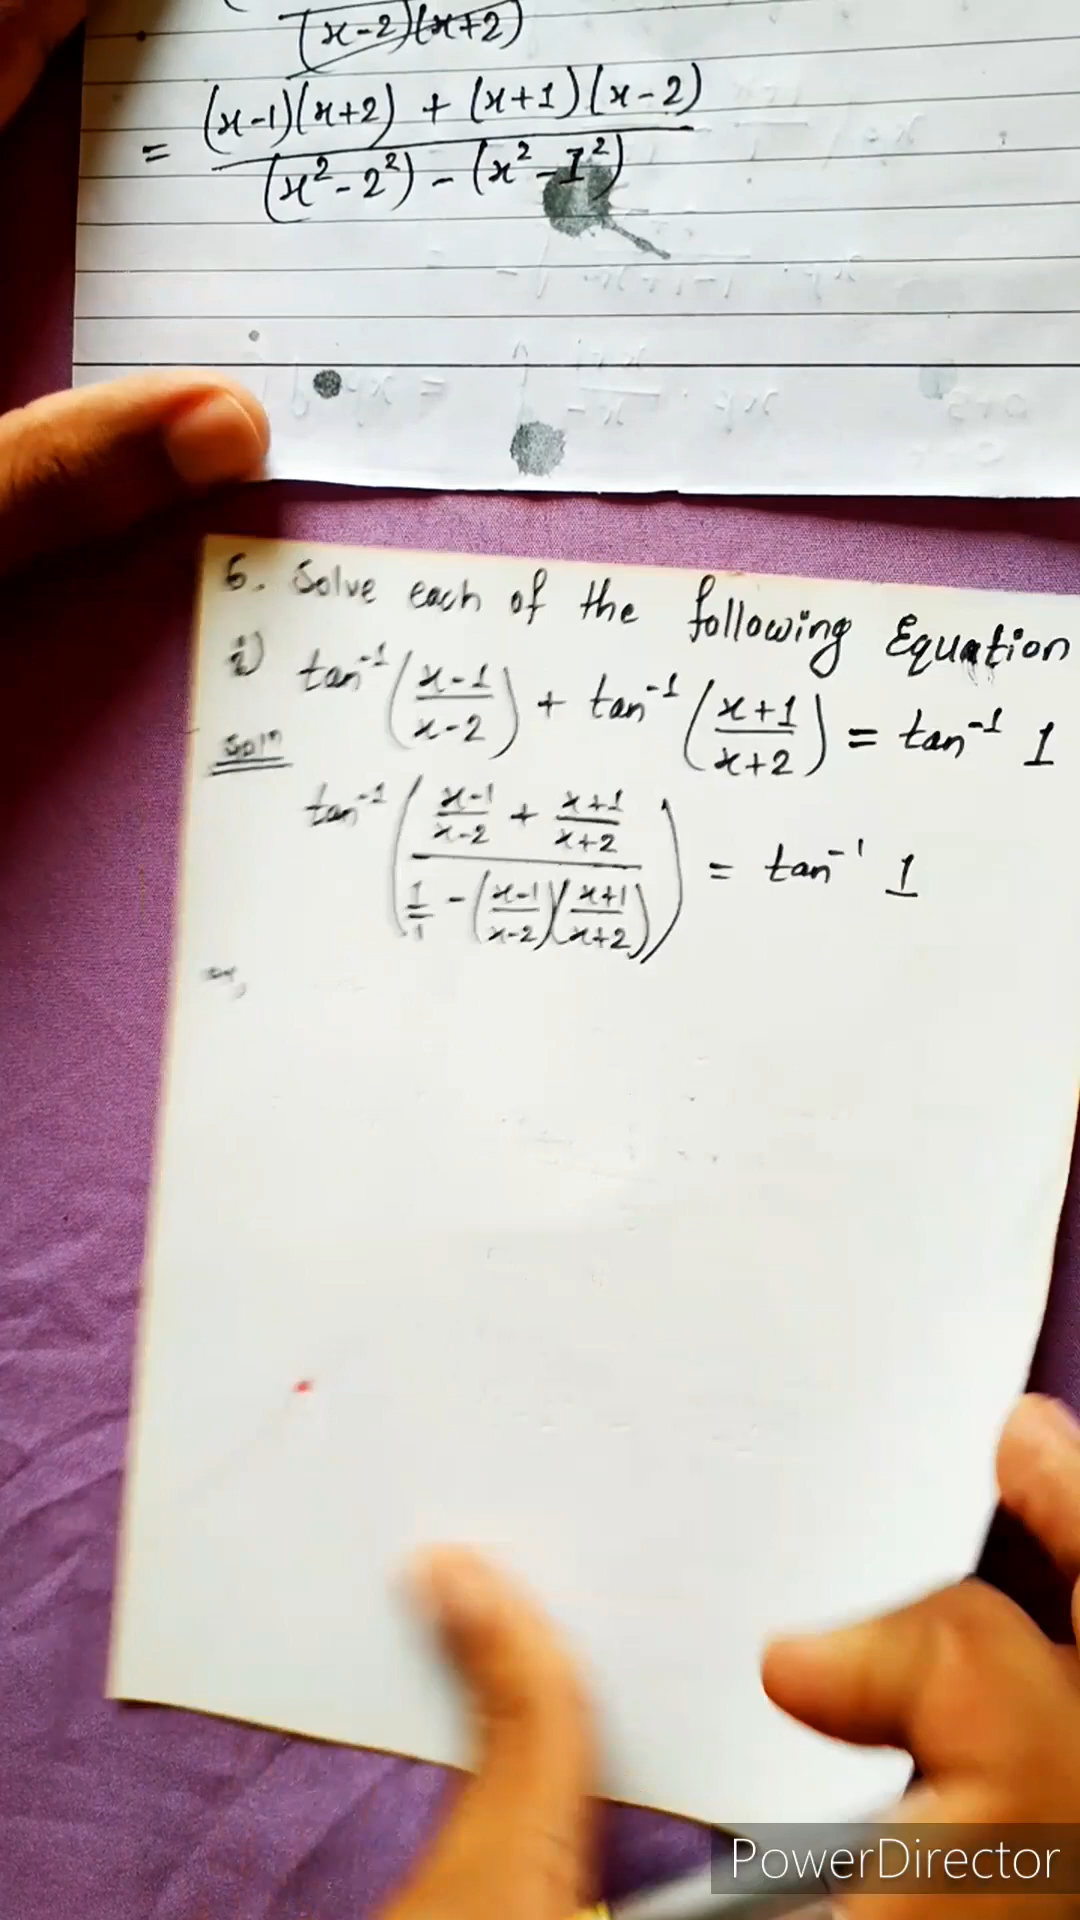 (x-2)(x+2)
= (x-1)(x+2) + (x+1)(x-2)
(x²-2²) - (x²-1²)
6. Solve each of the following Equation
i) tan⁻¹(x-1/x-2) + tan⁻¹(x+1/x+2) = tan⁻¹ 1
Soln
tan⁻¹(x-1/x-2 + x+1/x+2 / 1/1 - (x-1/x-2)(x+1/x+2)) = tan⁻¹ 1
PowerDirector